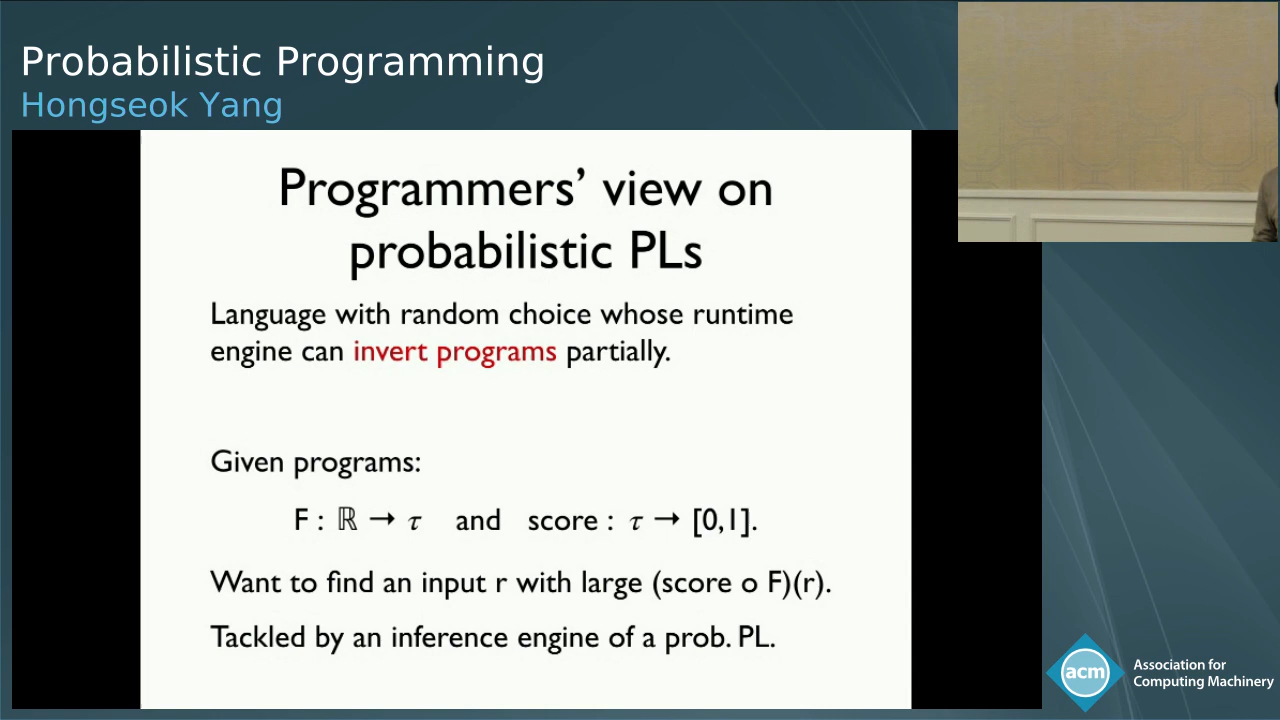 Probabilistic Programming
Hongseok Yang
Programmers’ view on
probabilistic PLs
Language with random choice whose runtime
engine can invert programs partially.
Given programs:
F : ℝ → τ and score : τ → [0,1].
Want to find an input r with large (score o F)(r).
Tackled by an inference engine of a prob. PL.
acm
Association for
Computing Machinery